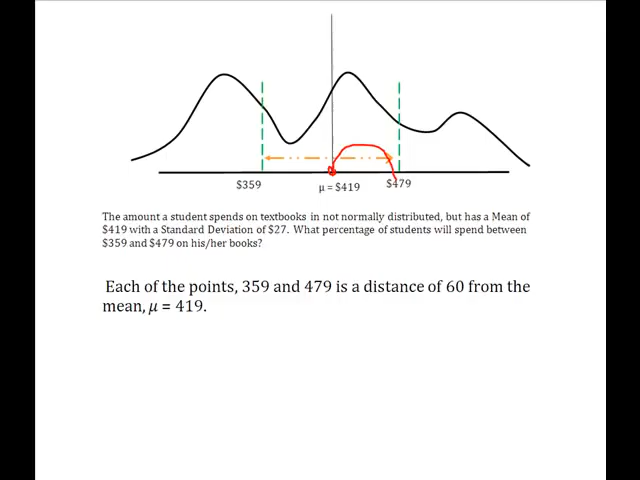 $359
μ = $419
$479
The amount a student spends on textbooks in not normally distributed, but has a Mean of
$419 with a Standard Deviation of $27. What percentage of students will spend between
$359 and $479 on his/her books?
Each of the points, 359 and 479 is a distance of 60 from the
mean, μ = 419.